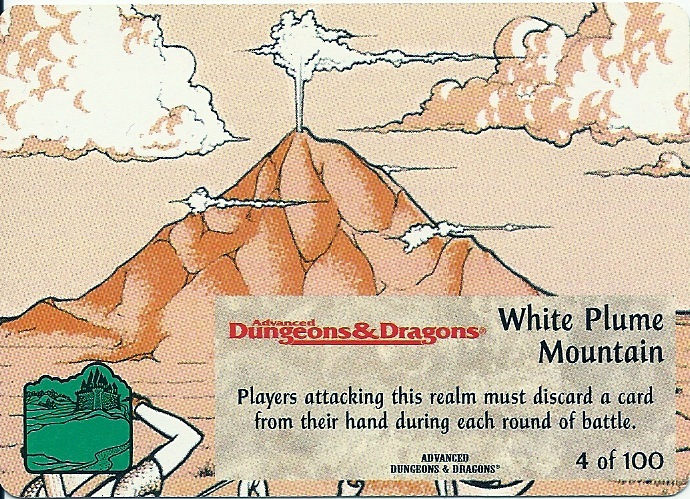 White Plume
Mountain
Advanced
Dungeons & Dragons®
Players attacking this realm must discard a card
from their hand during each round of battle.
ADVANCED
DUNGEONS & DRAGONS®
4 of 100